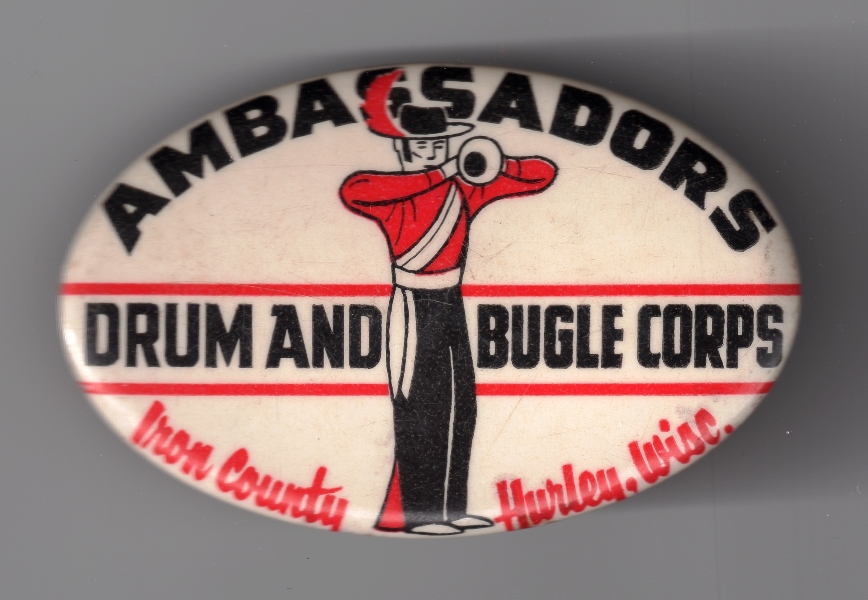 AMBASSADORS
DRUM AND BUGLE CORPS
Iron County Hurley, Wisc.